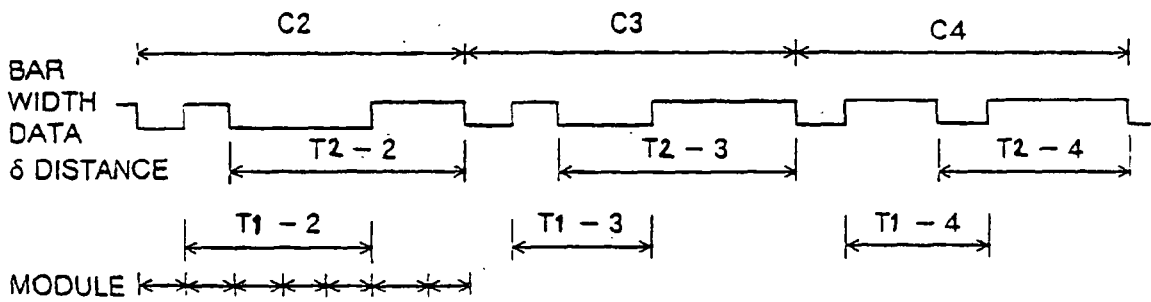 C2 C3 C4
BAR
WIDTH
DATA
T2 - 2 T2 - 3 T2 - 4
δ DISTANCE
T1 - 2 T1 - 3 T1 - 4
MODULE